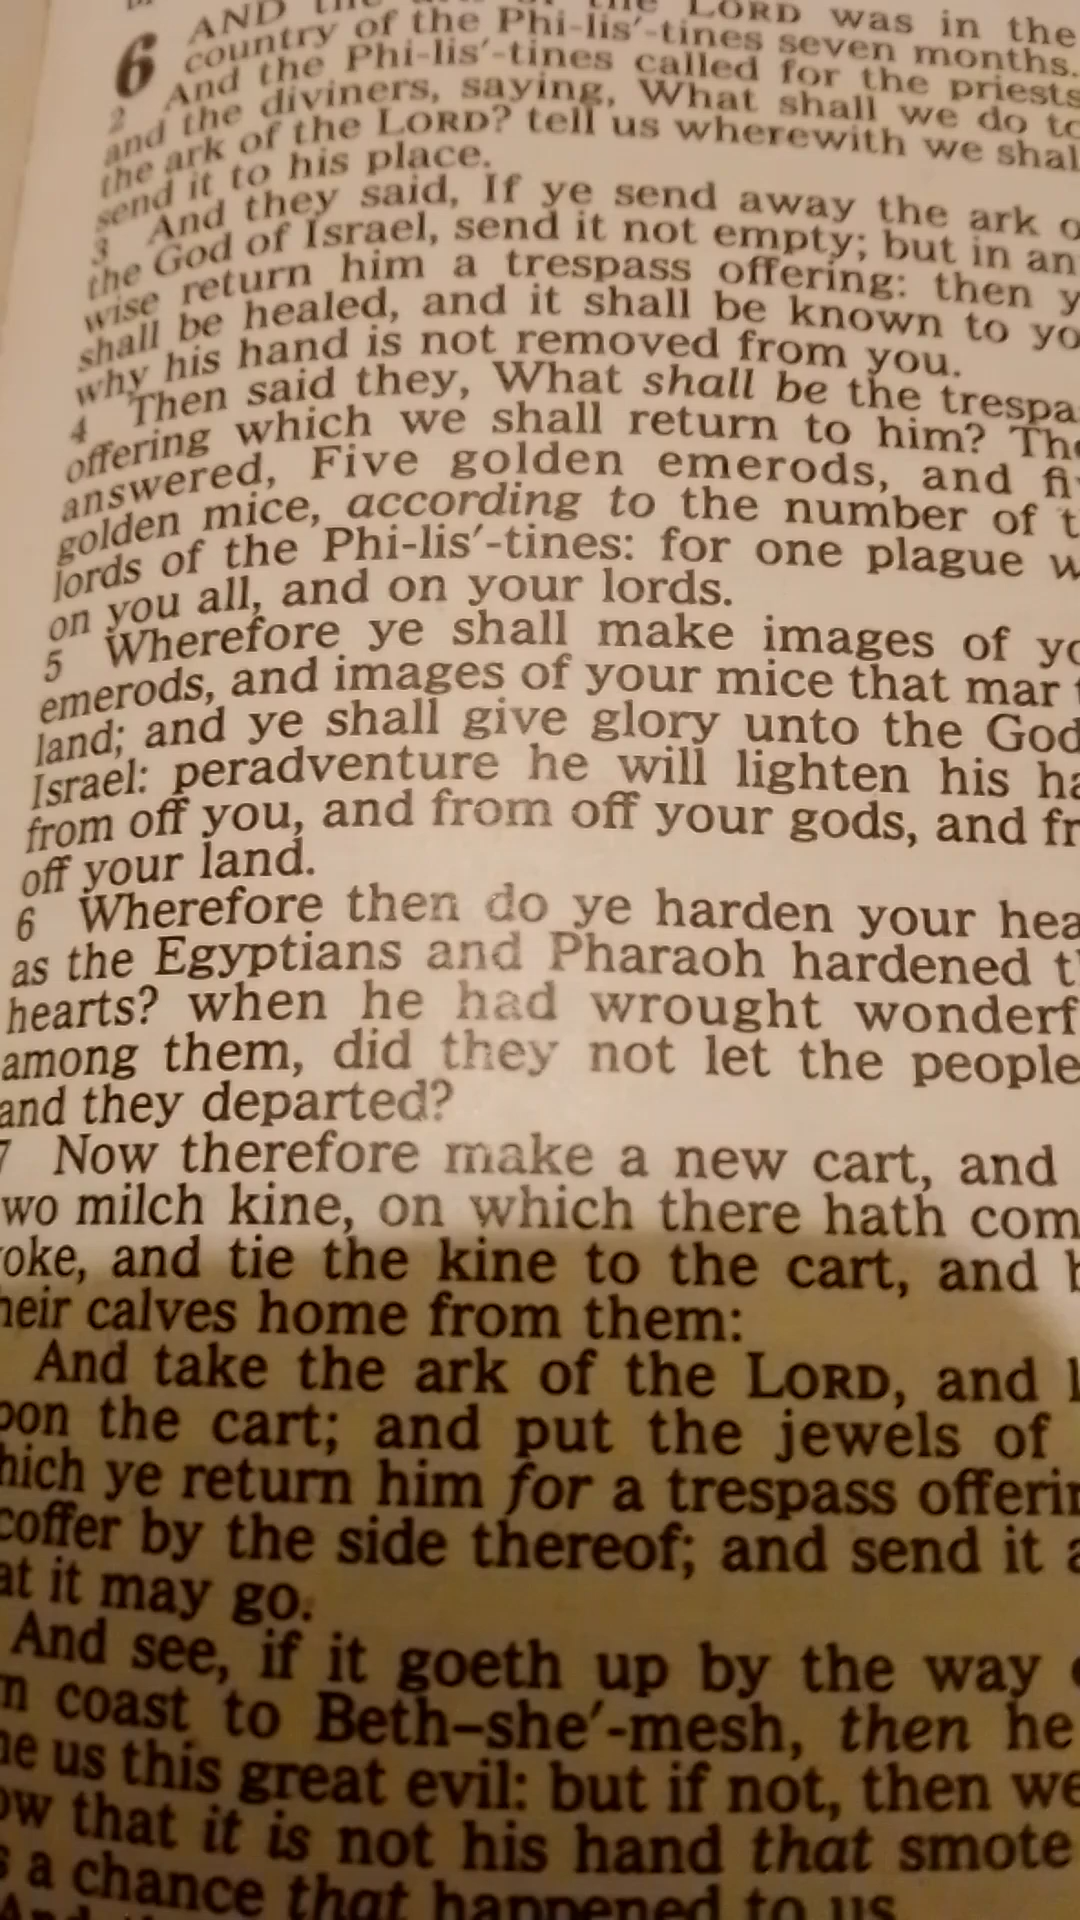 6 AND the the LORD was in the
country of the Phi-lis′-tines seven months.
2 And the Phi-lis′-tines called for the priests
and the diviners, saying, What shall we do to
the ark of the LORD? tell us wherewith we shal
send it to his place.
3 And they said, If ye send away the ark o
the God of Israel, send it not empty; but in an
wise return him a trespass offering: then y
shall be healed, and it shall be known to yo
why his hand is not removed from you.
4 Then said they, What shall be the trespa
offering which we shall return to him? The
answered, Five golden emerods, and fi
golden mice, according to the number of t
lords of the Phi-lis′-tines: for one plague w
on you all, and on your lords.
5 Wherefore ye shall make images of yo
emerods, and images of your mice that mar t
land; and ye shall give glory unto the God
Israel: peradventure he will lighten his ha
from off you, and from off your gods, and fr
off your land.
6 Wherefore then do ye harden your hea
as the Egyptians and Pharaoh hardened t
hearts? when he had wrought wonderf
among them, did they not let the people
and they departed?
7 Now therefore make a new cart, and
wo milch kine, on which there hath com
oke, and tie the kine to the cart, and b
heir calves home from them:
And take the ark of the LORD, and l
pon the cart; and put the jewels of
hich ye return him for a trespass offerin
coffer by the side thereof; and send it a
at it may go.
And see, if it goeth up by the way o
n coast to Beth–she′-mesh, then he
ne us this great evil: but if not, then we
ow that it is not his hand that smote
s a chance that happened to us